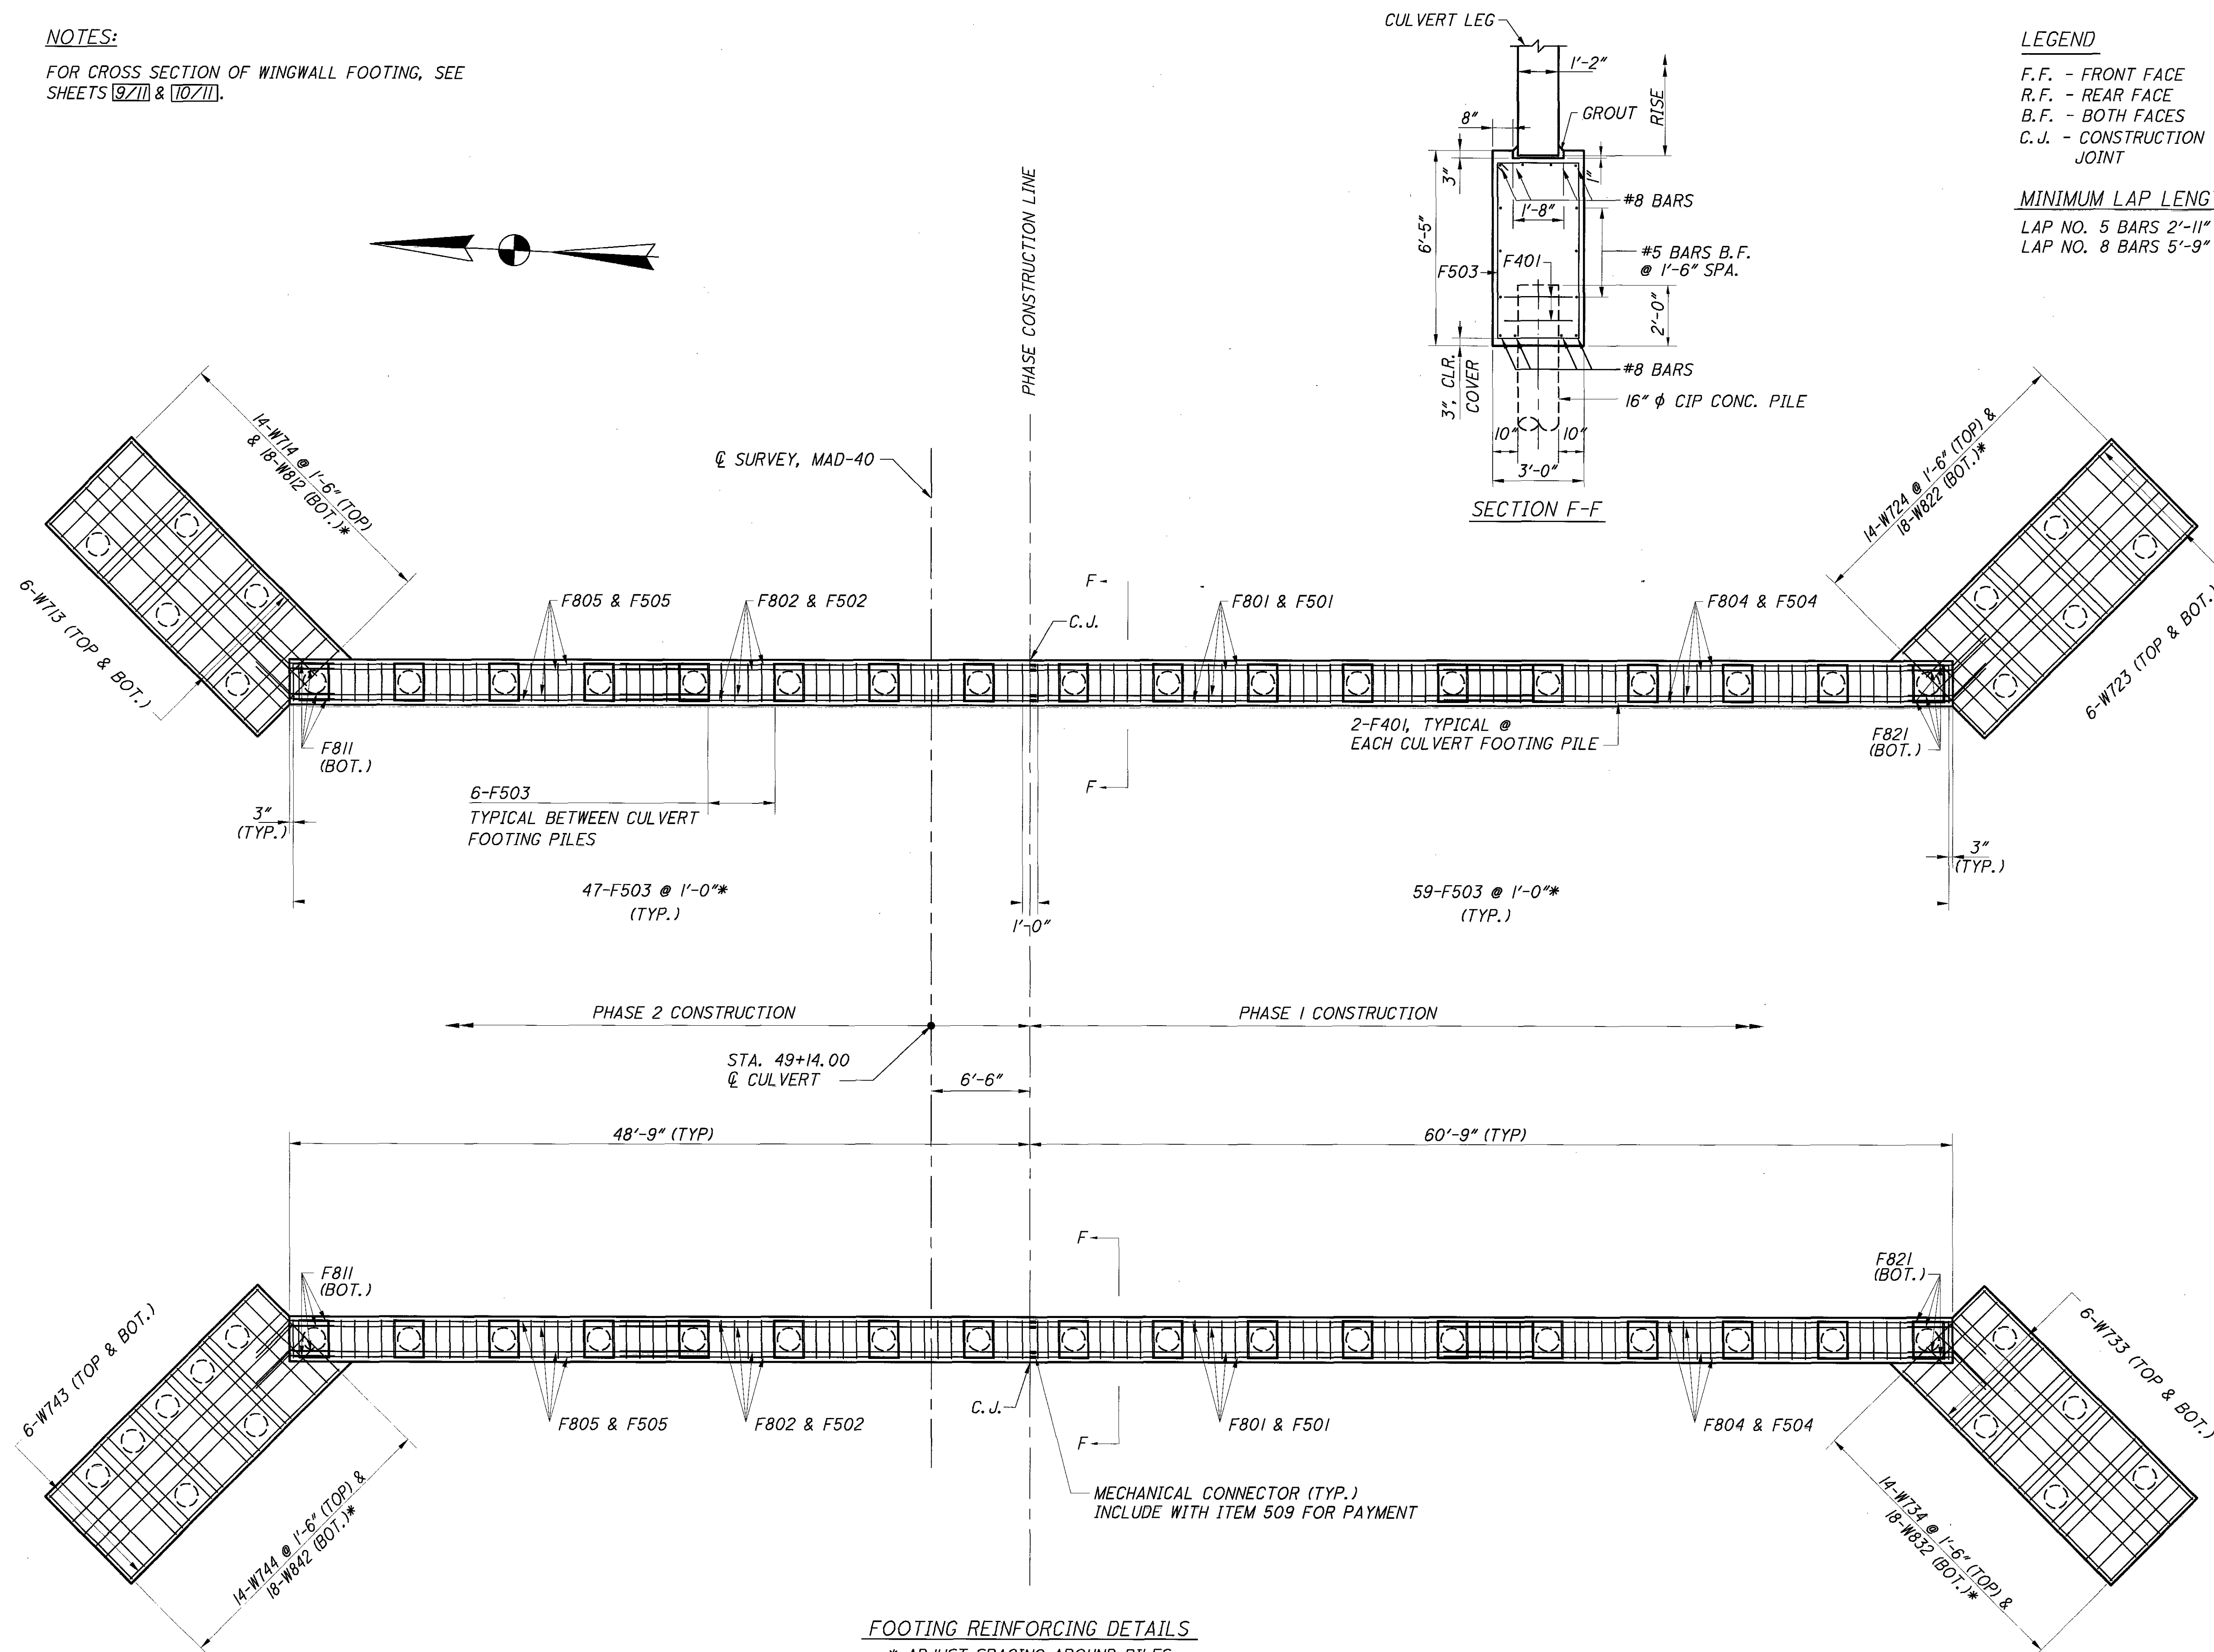 NOTES:
FOR CROSS SECTION OF WINGWALL FOOTING, SEE
SHEETS 9/11 & 10/11.
CULVERT LEG
1'-2"
RISE
GROUT
8"
3"
1"
#8 BARS
1'-8"
6'-5"
#5 BARS B.F.
@ 1'-6" SPA.
F401
F503
2'-0"
3", CLR.
COVER
#8 BARS
16" ϕ CIP CONC. PILE
10"
10"
3'-0"
SECTION F-F
LEGEND
F.F. - FRONT FACE
R.F. - REAR FACE
B.F. - BOTH FACES
C.J. - CONSTRUCTION
JOINT
MINIMUM LAP LENG
LAP NO. 5 BARS 2'-11"
LAP NO. 8 BARS 5'-9"
PHASE CONSTRUCTION LINE
℄ SURVEY, MAD-40
14-W714 @ 1'-6" (TOP)
& 18-W812 (BOT.)*
6-W713 (TOP & BOT.)
14-W724 @ 1'-6" (TOP) &
18-W822 (BOT.)*
6-W723 (TOP & BOT.)
F805 & F505
F802 & F502
F
C.J.
F801 & F501
F804 & F504
F811
(BOT.)
2-F401, TYPICAL @
EACH CULVERT FOOTING PILE
F821
(BOT.)
F
6-F503
TYPICAL BETWEEN CULVERT
FOOTING PILES
3"
(TYP.)
3"
(TYP.)
47-F503 @ 1'-0"*
(TYP.)
1'-0"
59-F503 @ 1'-0"*
(TYP.)
PHASE 2 CONSTRUCTION
PHASE 1 CONSTRUCTION
STA. 49+14.00
℄ CULVERT
6'-6"
48'-9" (TYP)
60'-9" (TYP)
F
F811
(BOT.)
F821
(BOT.)
6-W743 (TOP & BOT.)
14-W744 @ 1'-6" (TOP) &
18-W842 (BOT.)*
F805 & F505
F802 & F502
C.J.
F
F801 & F501
F804 & F504
6-W733 (TOP & BOT.)
14-W734 @ 1'-6" (TOP) &
18-W832 (BOT.)*
MECHANICAL CONNECTOR (TYP.)
INCLUDE WITH ITEM 509 FOR PAYMENT
FOOTING REINFORCING DETAILS
* ADJUST SPACING AROUND PILES